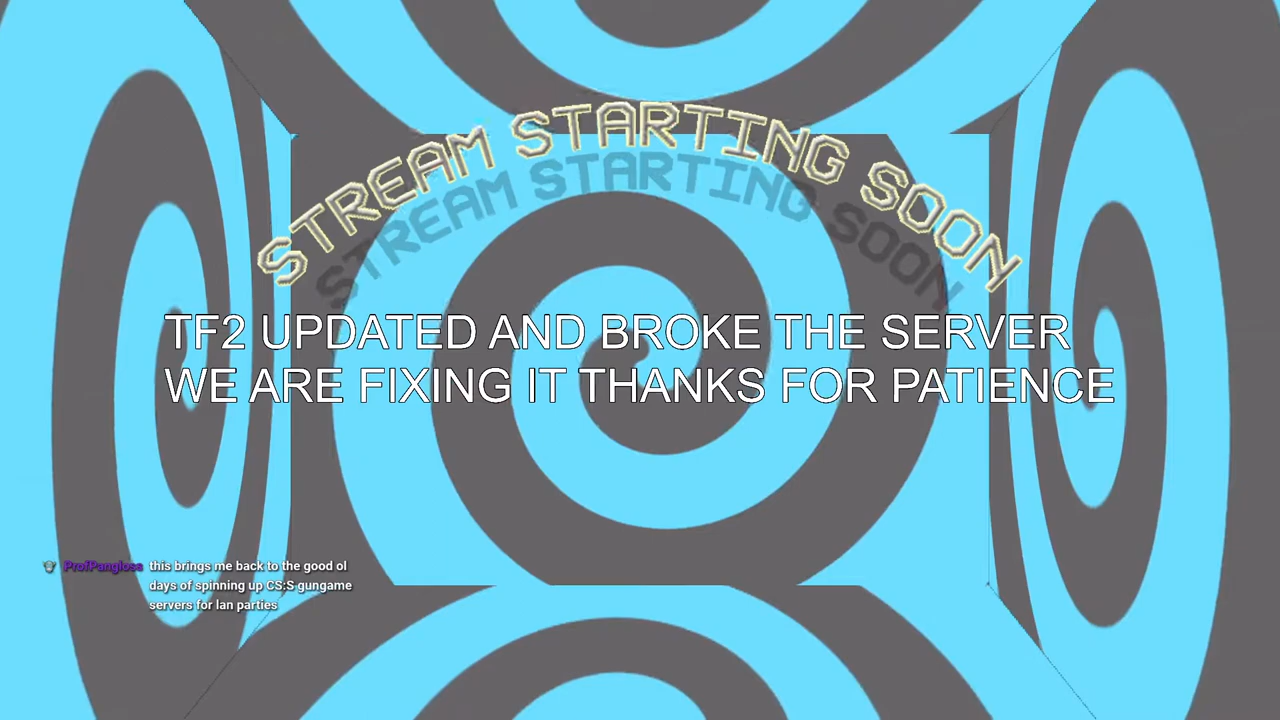 STREAM STARTING SOON
TF2 UPDATED AND BROKE THE SERVER
WE ARE FIXING IT THANKS FOR PATIENCE
ProfPangloss this brings me back to the good ol
days of spinning up CS:S gungame
servers for lan parties